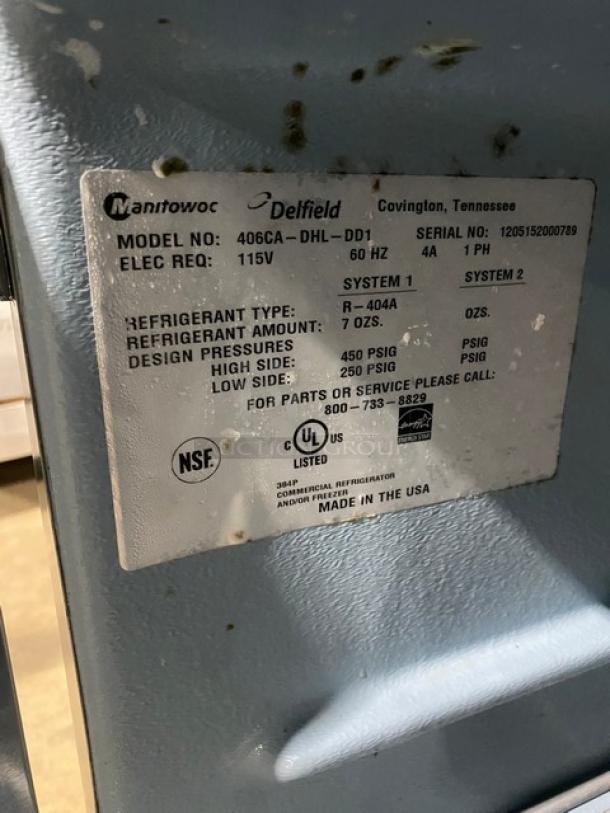 Manitowoc Delfield Covington, Tennessee
MODEL NO: 406CA-DHL-DD1 SERIAL NO: 1205152000789
ELEC REQ: 115V 60 HZ 4A 1 PH
SYSTEM 1 SYSTEM 2
REFRIGERANT TYPE: R-404A
REFRIGERANT AMOUNT: 7 OZS. OZS.
DESIGN PRESSURES
HIGH SIDE: 450 PSIG PSIG
LOW SIDE: 250 PSIG PSIG
FOR PARTS OR SERVICE PLEASE CALL:
800-733-8829
NSF. C UL US
LISTED
ENERGY STAR
384P
COMMERCIAL REFRIGERATOR
AND/OR FREEZER
MADE IN THE USA